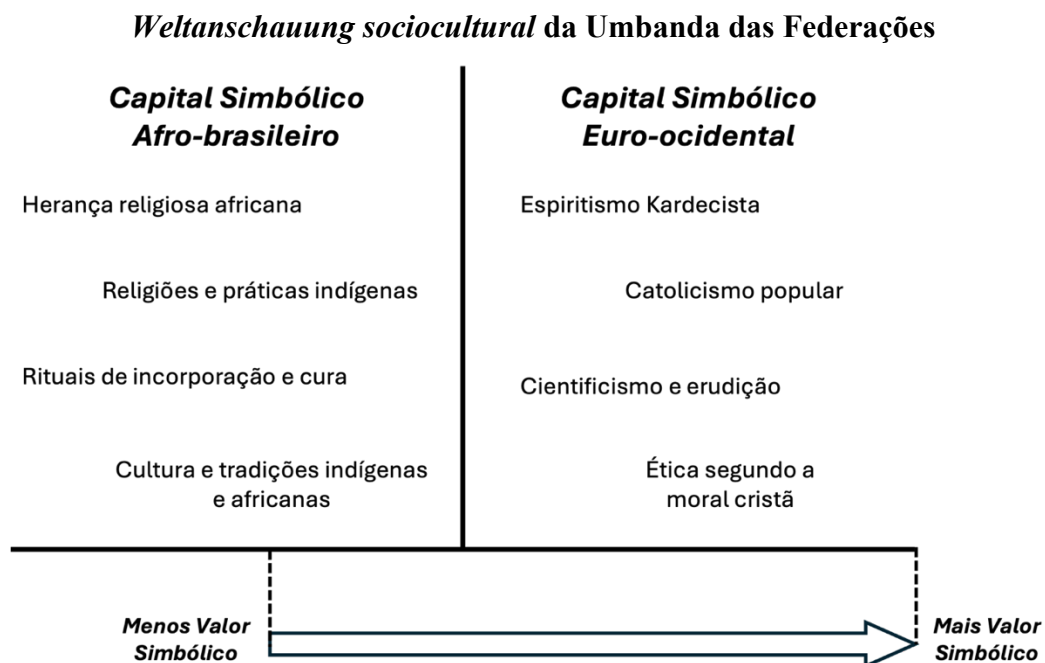 Weltanschauung sociocultural da Umbanda das Federações
Capital Simbólico
Afro-brasileiro
Herança religiosa africana
Religiões e práticas indígenas
Rituais de incorporação e cura
Cultura e tradições indígenas
e africanas
Capital Simbólico
Euro-ocidental
Espiritismo Kardecista
Catolicismo popular
Cientificismo e erudição
Ética segundo a
moral cristã
Menos Valor
Simbólico
Mais Valor
Simbólico